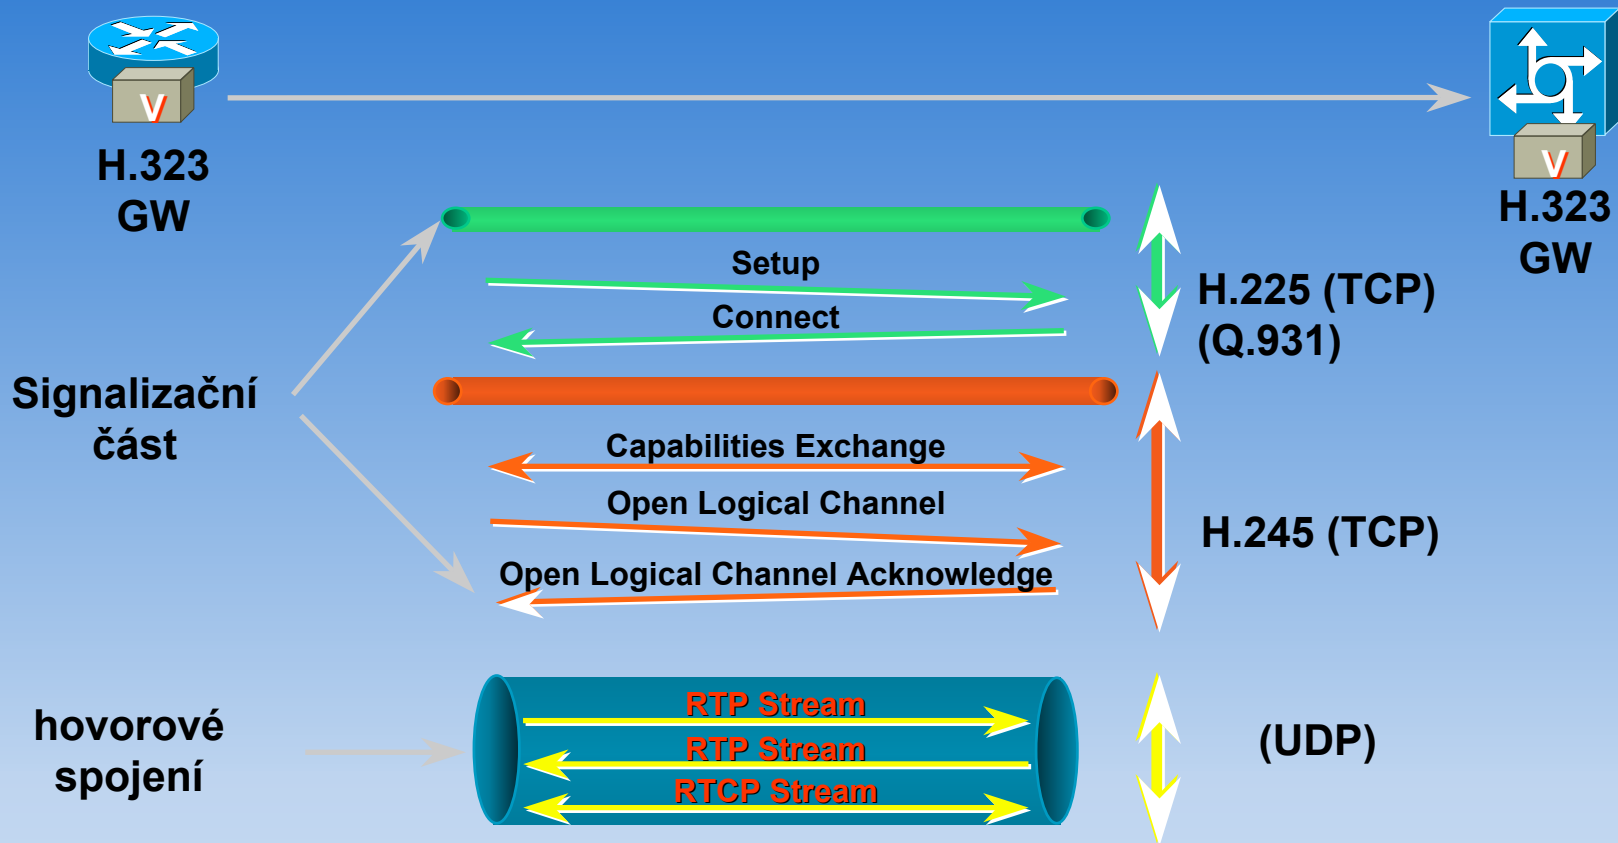 V
H.323
GW
V
H.323
GW
Setup
Connect
H.225 (TCP)
(Q.931)
Signalizační
část
Capabilities Exchange
Open Logical Channel
Open Logical Channel Acknowledge
H.245 (TCP)
hovorové
spojení
RTP Stream
RTP Stream
RTCP Stream
(UDP)